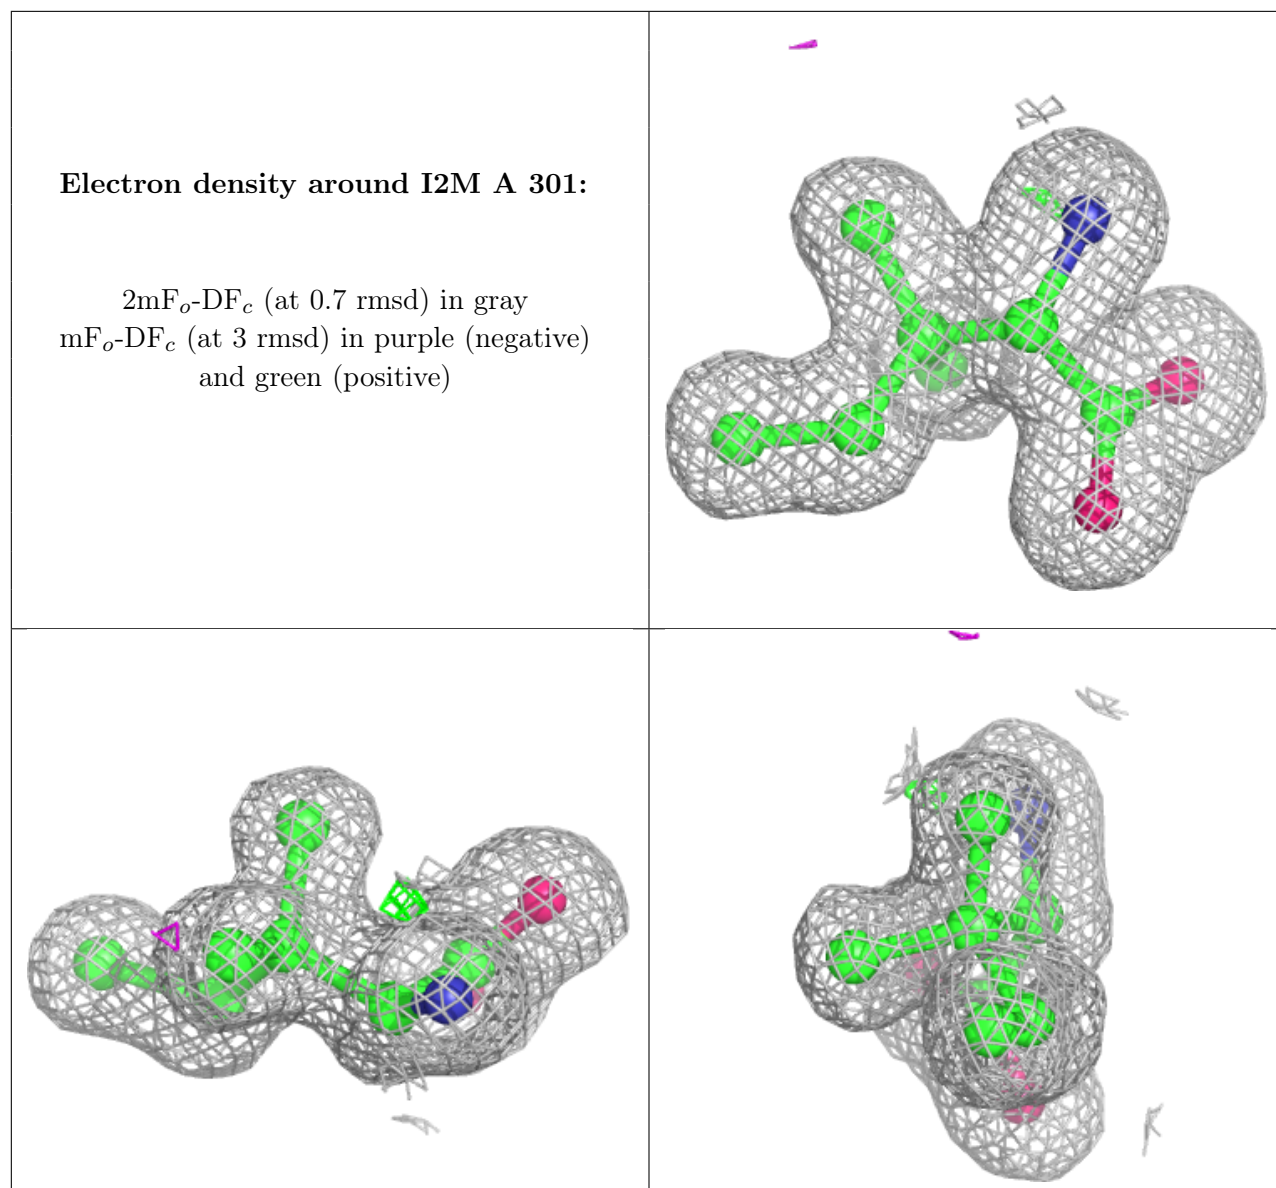 Electron density around I2M A 301:
2mFo-DFc (at 0.7 rmsd) in gray
mFo-DFc (at 3 rmsd) in purple (negative)
and green (positive)